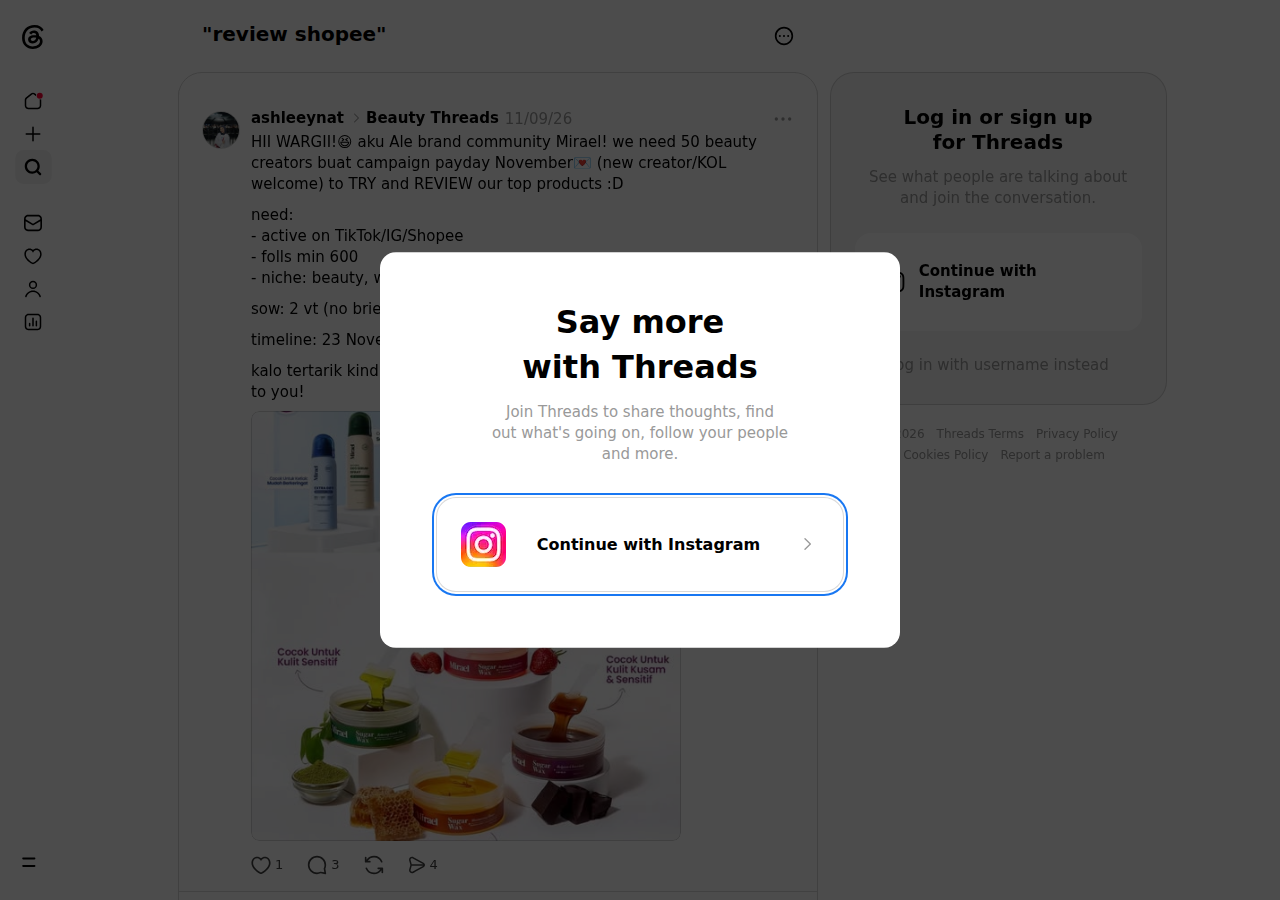 "review shopee"
ashleeynat Beauty Threads 11/09/26
HII WARGII!😆 aku Ale brand community Mirael! we need 50 beauty
creators buat campaign payday November💌 (new creator/KOL
welcome) to TRY and REVIEW our top products :D
need:
- active on TikTok/IG/Shopee
- folls min 600
- niche: beauty,
sow: 2 vt (no
timeline: 23
kalo tertarik
to you!
Cocok Untuk
Kulit Sensitif
Cocok Untuk
Kulit Kusam
& Sensitif
Sugar
Wax
Sugar
Wax
Sugar
Wax
Sugar
Wax
1 3 4
Say more
with Threads
Join Threads to share thoughts, find
out what's going on, follow your people
and more.
Continue with Instagram
Log in or sign up
for Threads
See what people are talking about
and join the conversation.
Continue with
Instagram
in with username instead
Threads Terms Privacy Policy
Cookies Policy Report a problem